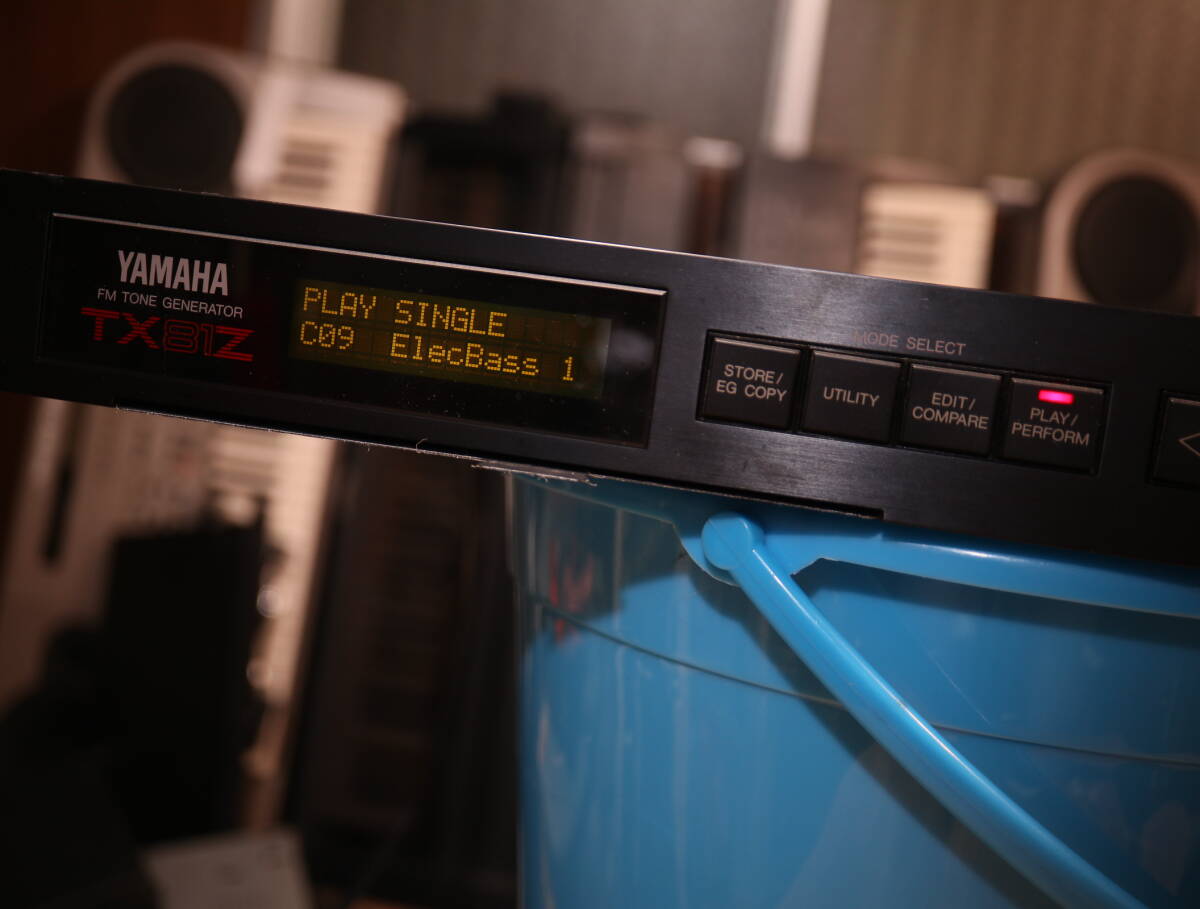 YAMAHA
FM TONE GENERATOR
TX81Z
PLAY SINGLE
C09 ElecBass 1
MODE SELECT
STORE/
EG COPY
UTILITY
EDIT/
COMPARE
PLAY/
PERFORM